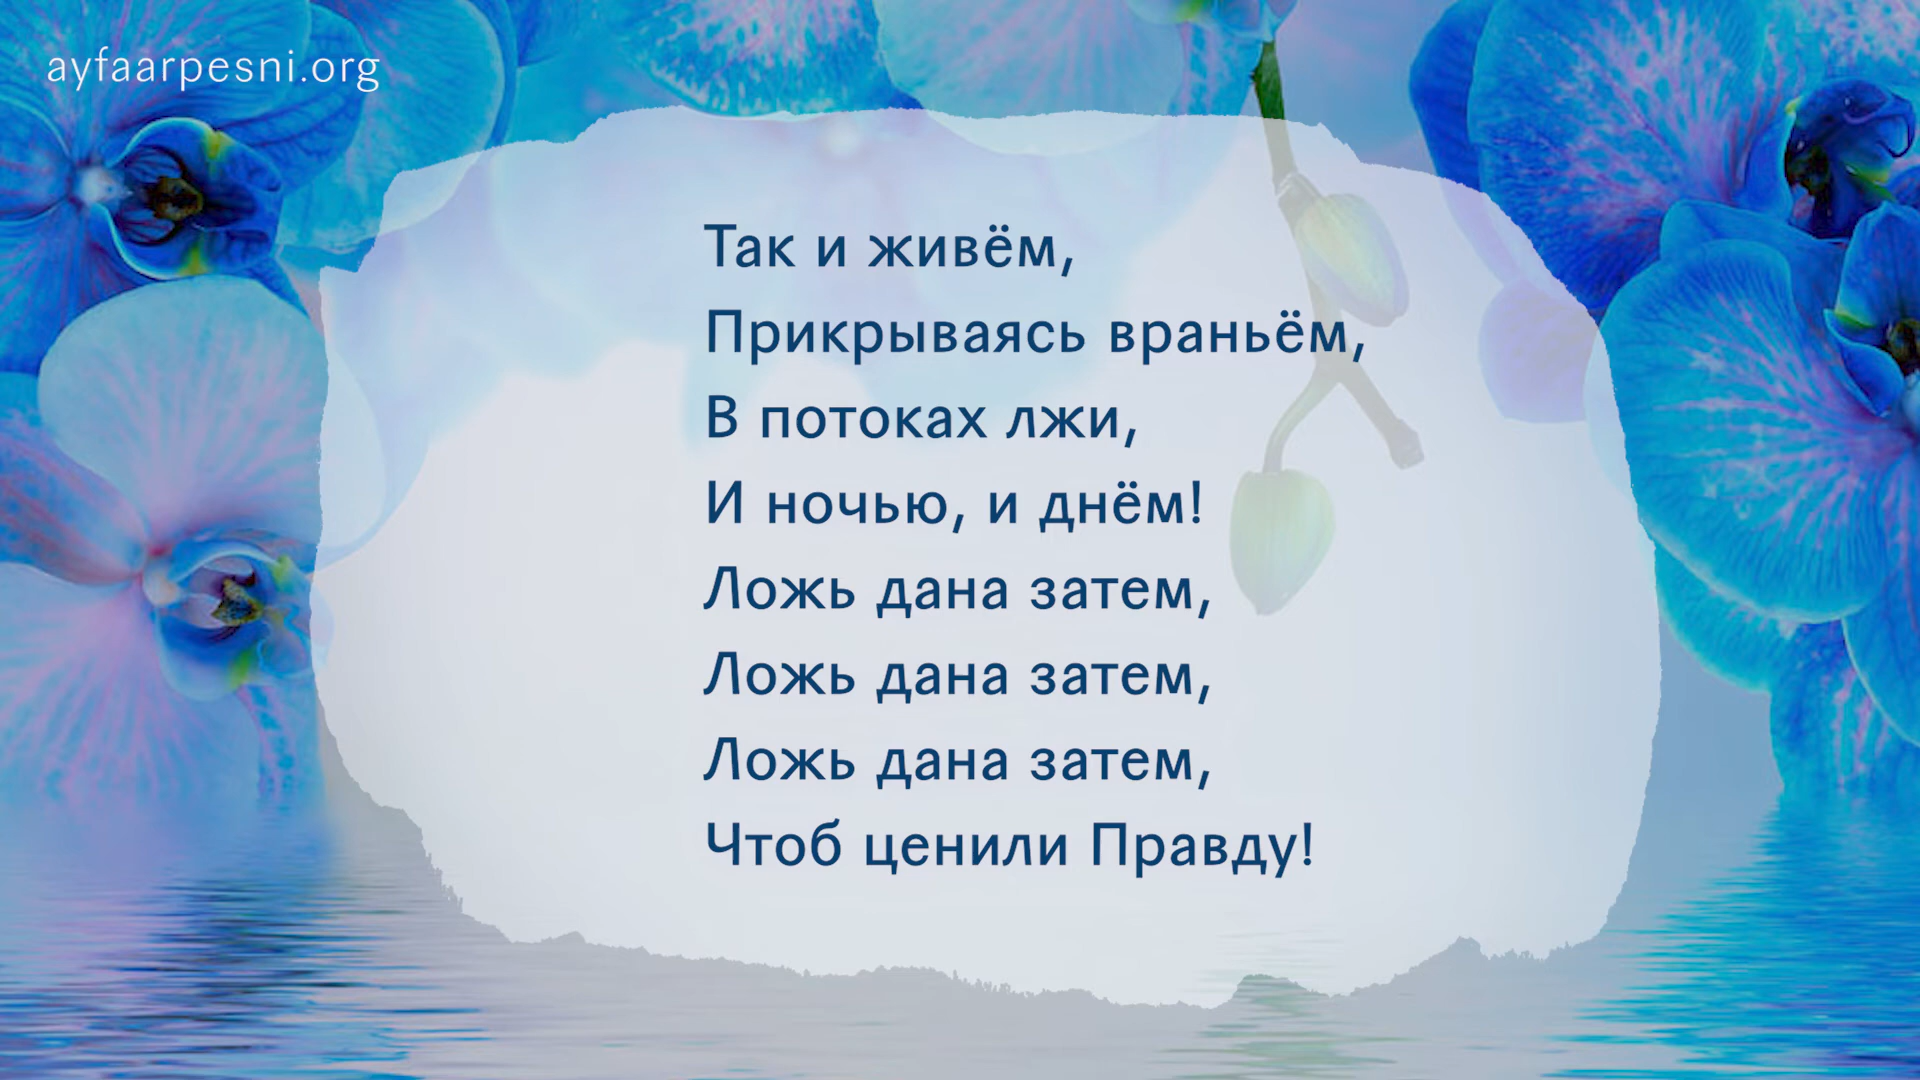 ayfaarpesni.org
Так и живём,
Прикрываясь враньём,
В потоках лжи,
И ночью, и днём!
Ложь дана затем,
Ложь дана затем,
Ложь дана затем,
Чтоб ценили Правду!